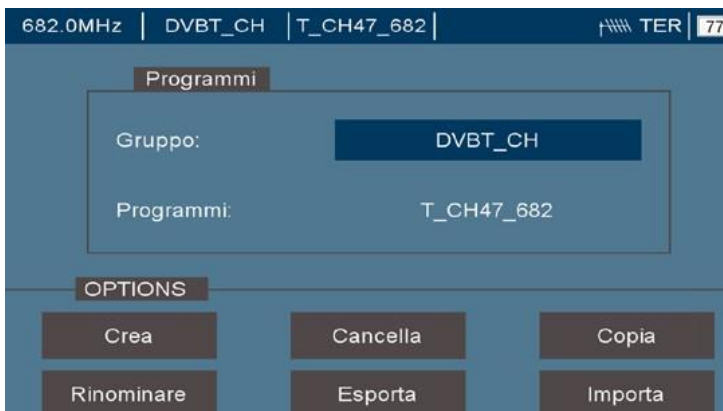 682.0MHz DVBT_CH T_CH47_682 TER 77
Programmi
Gruppo: DVBT_CH
Programmi: T_CH47_682
OPTIONS
Crea Cancella Copia
Rinominare Esporta Importa